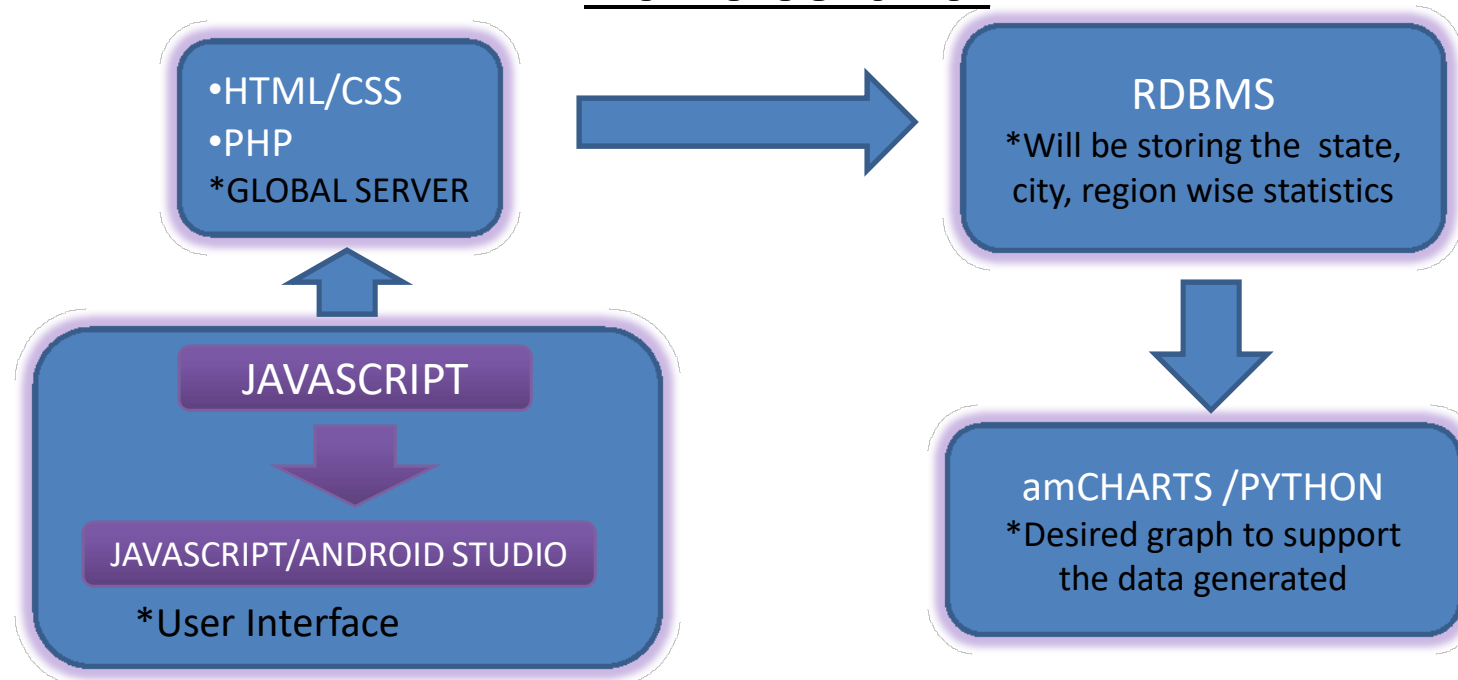 •HTML/CSS
•PHP
*GLOBAL SERVER
RDBMS
*Will be storing the state,
city, region wise statistics
JAVASCRIPT
JAVASCRIPT/ANDROID STUDIO
*User Interface
amCHARTS /PYTHON
*Desired graph to support
the data generated